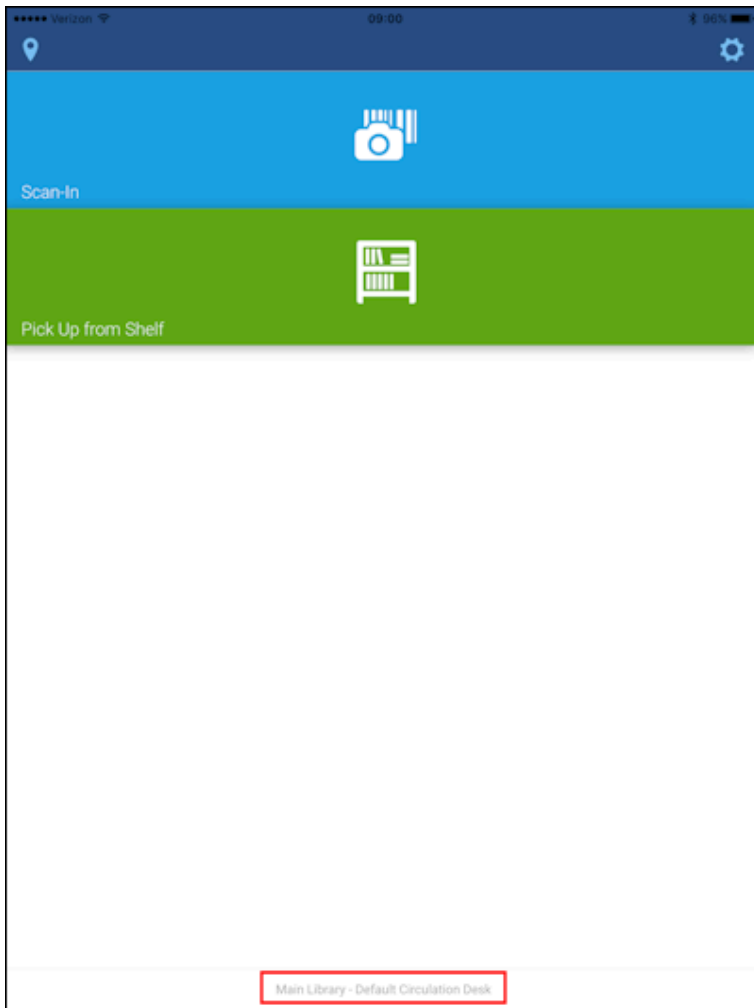 Verizon 09:00 96%
Scan-In
Pick Up from Shelf
Main Library - Default Circulation Desk